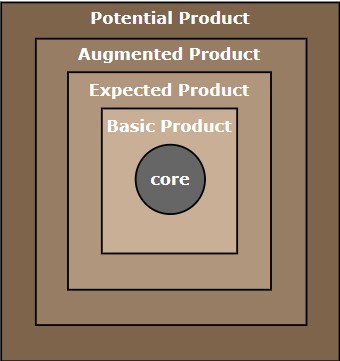 Potential Product
Augmented Product
Expected Product
Basic Product
core